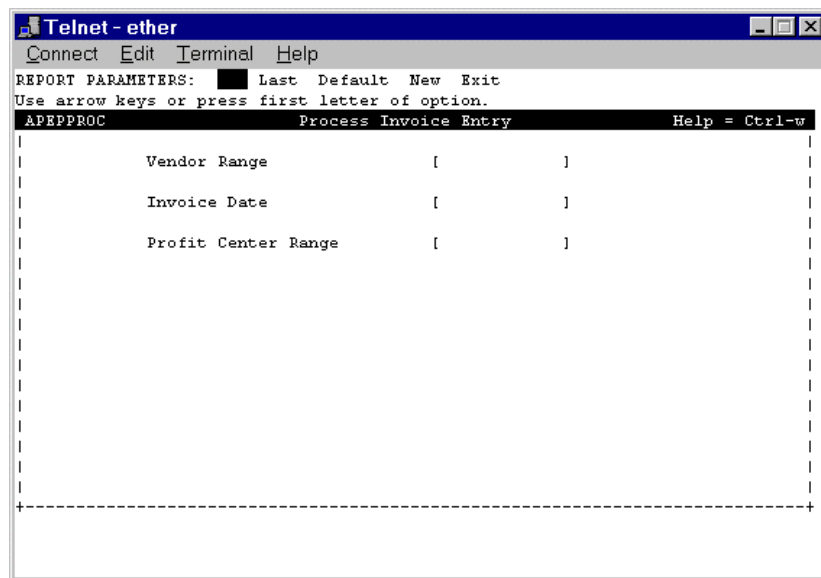 Telnet - ether
Connect Edit Terminal Help
REPORT PARAMETERS: Last Default New Exit
Use arrow keys or press first letter of option.
APEPPROC Process Invoice Entry Help = Ctrl-w
Vendor Range [ ]
Invoice Date [ ]
Profit Center Range [ ]